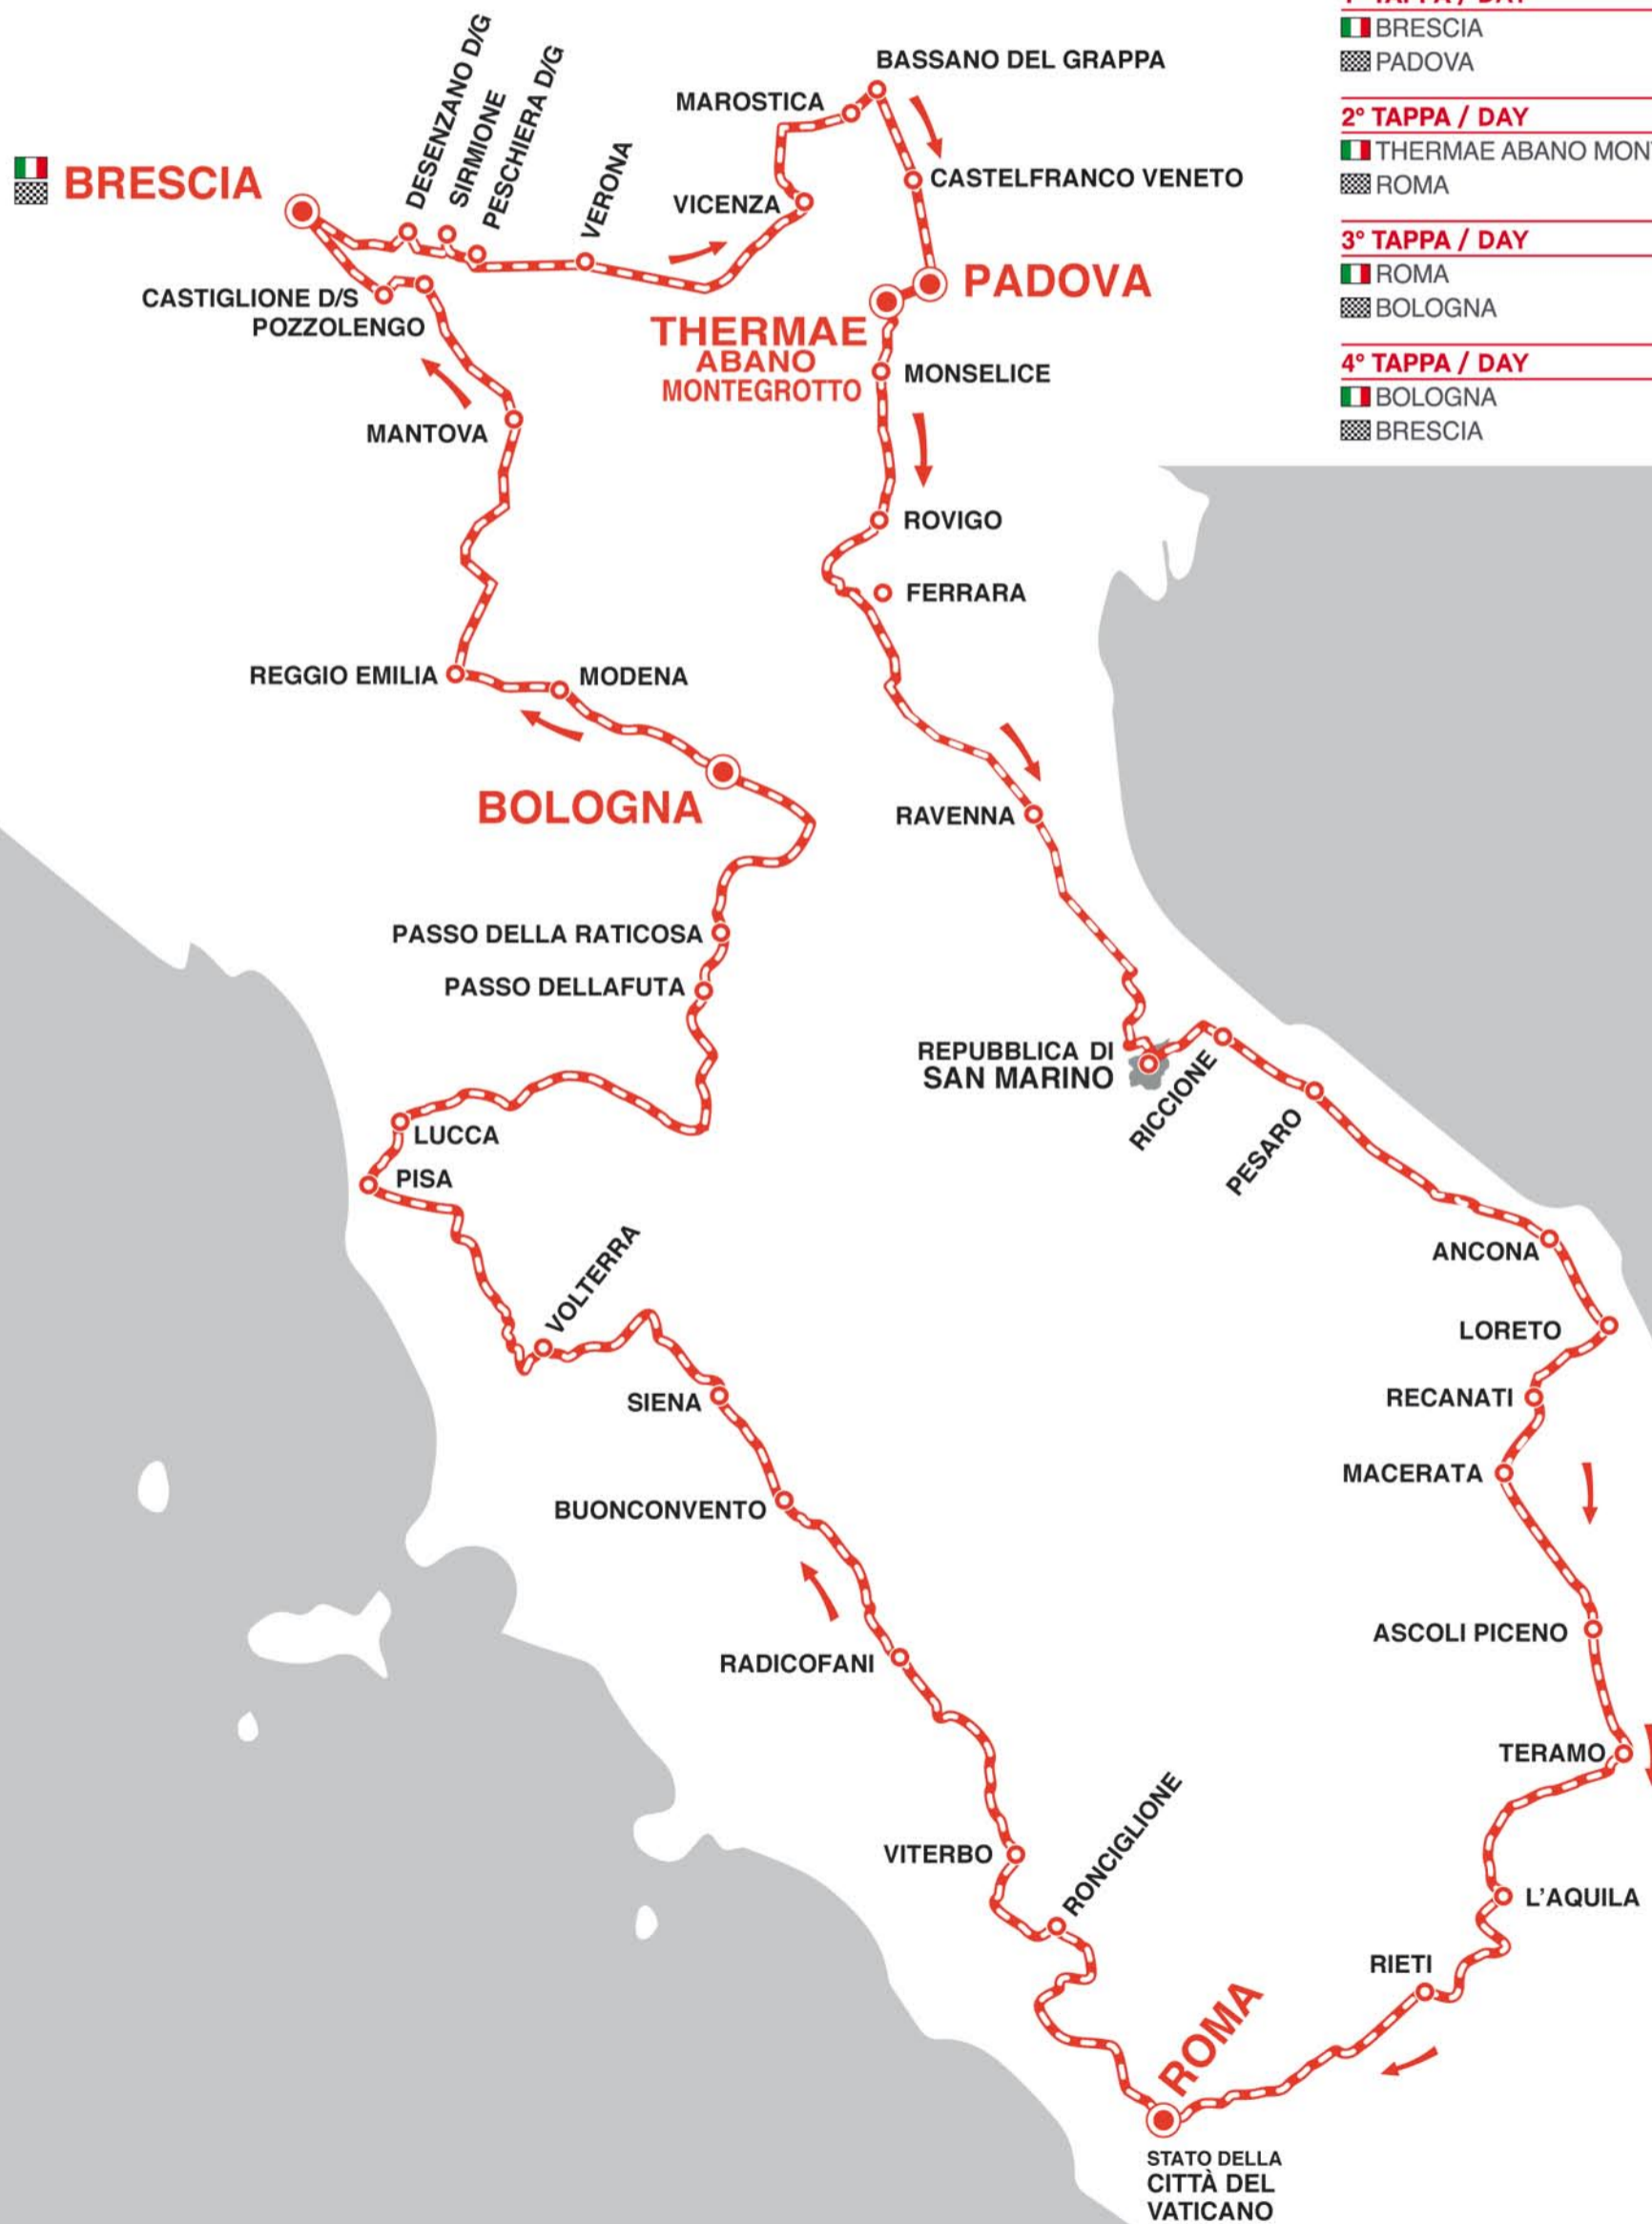 1° TAPPA / DAY
BRESCIA
PADOVA
2° TAPPA / DAY
THERMAE ABANO MON
ROMA
3° TAPPA / DAY
ROMA
BOLOGNA
4° TAPPA / DAY
BOLOGNA
BRESCIA
BRESCIA
DESENZANO D/G
SIRMIONE
PESCHIERA D/G
VERONA
VICENZA
MAROSTICA
BASSANO DEL GRAPPA
CASTELFRANCO VENETO
PADOVA
THERMAE
ABANO
MONTEGROTTO
MONSELICE
ROVIGO
FERRARA
RAVENNA
REPUBBLICA DI
SAN MARINO
RICCIONE
PESARO
ANCONA
LORETO
RECANATI
MACERATA
ASCOLI PICENO
TERAMO
L'AQUILA
RIETI
ROMA
STATO DELLA
CITTÀ DEL
VATICANO
RONCIGLIONE
VITERBO
RADICOFANI
BUONCONVENTO
SIENA
VOLTERRA
PISA
LUCCA
PASSO DELLAFUTA
PASSO DELLA RATICOSA
BOLOGNA
MODENA
REGGIO EMILIA
MANTOVA
CASTIGLIONE D/S
POZZOLENGO